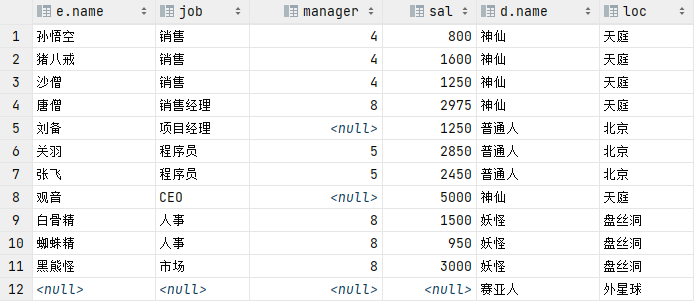 e.name job manager sal d.name loc
1 孙悟空 销售 4 800 神仙 天庭
2 猪八戒 销售 4 1600 神仙 天庭
3 沙僧 销售 4 1250 神仙 天庭
4 唐僧 销售经理 8 2975 神仙 天庭
5 刘备 项目经理 <null> 1250 普通人 北京
6 关羽 程序员 5 2850 普通人 北京
7 张飞 程序员 5 2450 普通人 北京
8 观音 CEO <null> 5000 神仙 天庭
9 白骨精 人事 8 1500 妖怪 盘丝洞
10 蜘蛛精 人事 8 950 妖怪 盘丝洞
11 黑熊怪 市场 8 3000 妖怪 盘丝洞
12 <null> <null> <null> <null> 赛亚人 外星球